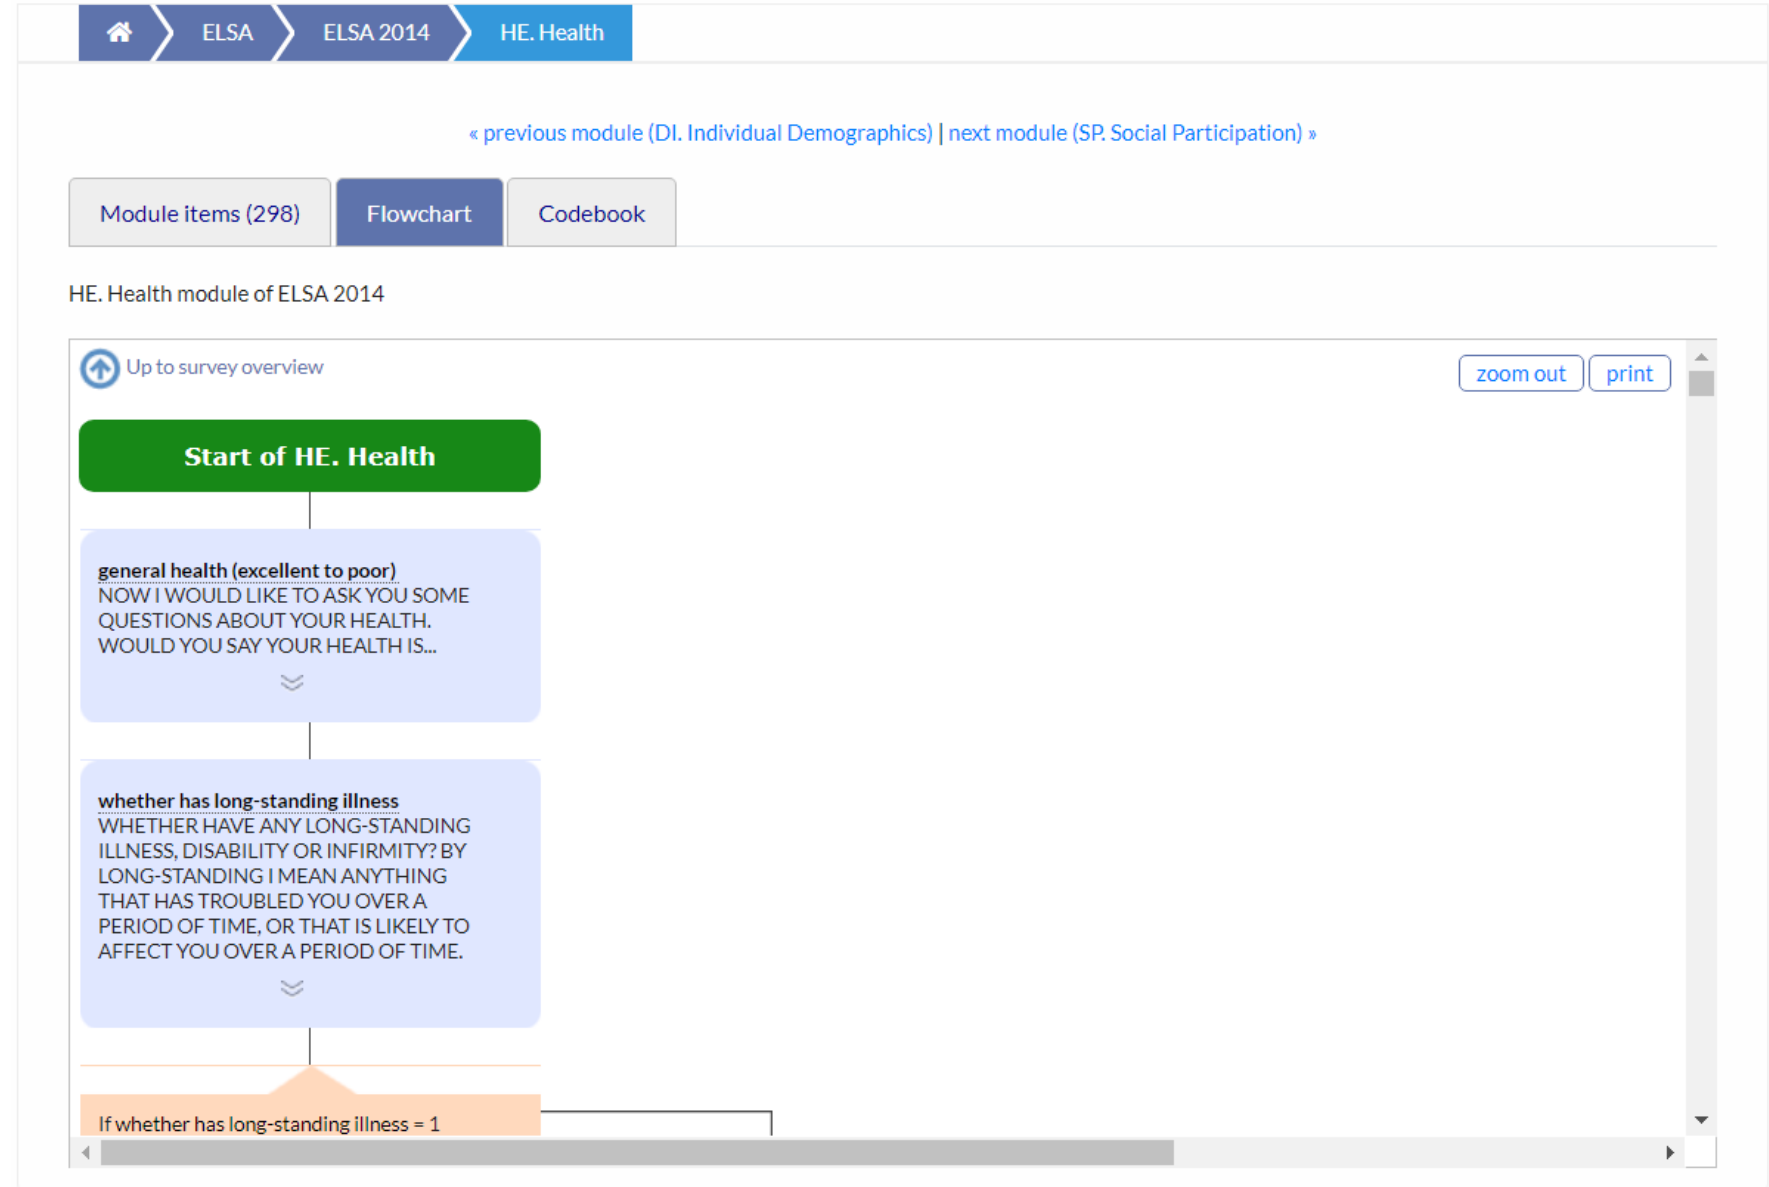 ELSA ELSA 2014 HE. Health
« previous module (DI. Individual Demographics) | next module (SP. Social Participation) »
Module items (298) Flowchart Codebook
HE. Health module of ELSA 2014
Up to survey overview
zoom out print
Start of HE. Health
general health (excellent to poor)
NOW I WOULD LIKE TO ASK YOU SOME
QUESTIONS ABOUT YOUR HEALTH.
WOULD YOU SAY YOUR HEALTH IS...
whether has long-standing illness
WHETHER HAVE ANY LONG-STANDING
ILLNESS, DISABILITY OR INFIRMITY? BY
LONG-STANDING I MEAN ANYTHING
THAT HAS TROUBLED YOU OVER A
PERIOD OF TIME, OR THAT IS LIKELY TO
AFFECT YOU OVER A PERIOD OF TIME.
If whether has long-standing illness = 1